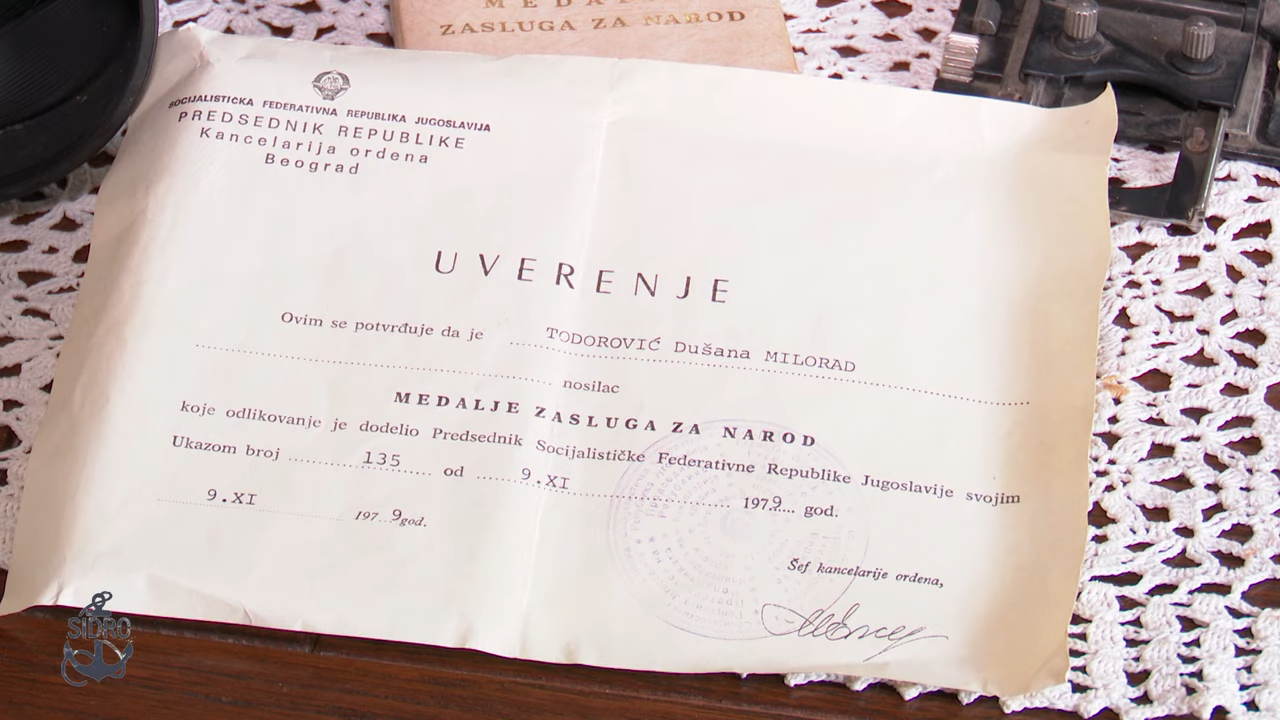 MEDALJA
ZASLUGA ZA NAROD
SOCIJALISTIČKA FEDERATIVNA REPUBLIKA JUGOSLAVIJA
PREDSEDNIK REPUBLIKE
Kancelarija ordena
Beograd
UVERENJE
Ovim se potvrđuje da je TODOROVIĆ Dušana MILORAD
nosilac
MEDALJE ZASLUGA ZA NAROD
koje odlikovanje je dodelio Predsednik Socijalističke Federativne Republike Jugoslavije svojim
Ukazom broj 135 od 9.XI 1979 god.
9.XI 1979 god.
Šef kancelarije ordena,
SIDRO